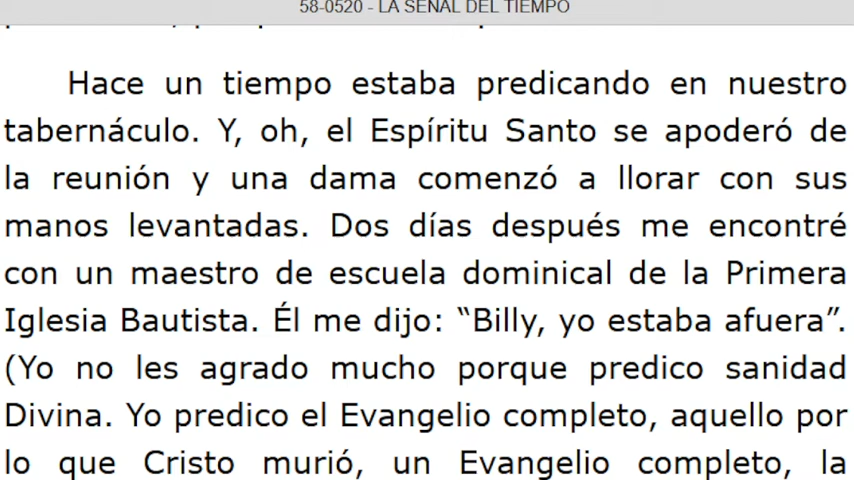 58-0520 - LA SEÑAL DEL TIEMPO
Hace un tiempo estaba predicando en nuestro
tabernáculo. Y, oh, el Espíritu Santo se apoderó de
la reunión y una dama comenzó a llorar con sus
manos levantadas. Dos días después me encontré
con un maestro de escuela dominical de la Primera
Iglesia Bautista. Él me dijo: “Billy, yo estaba afuera”.
(Yo no les agrado mucho porque predico sanidad
Divina. Yo predico el Evangelio completo, aquello por
lo que Cristo murió, un Evangelio completo, la